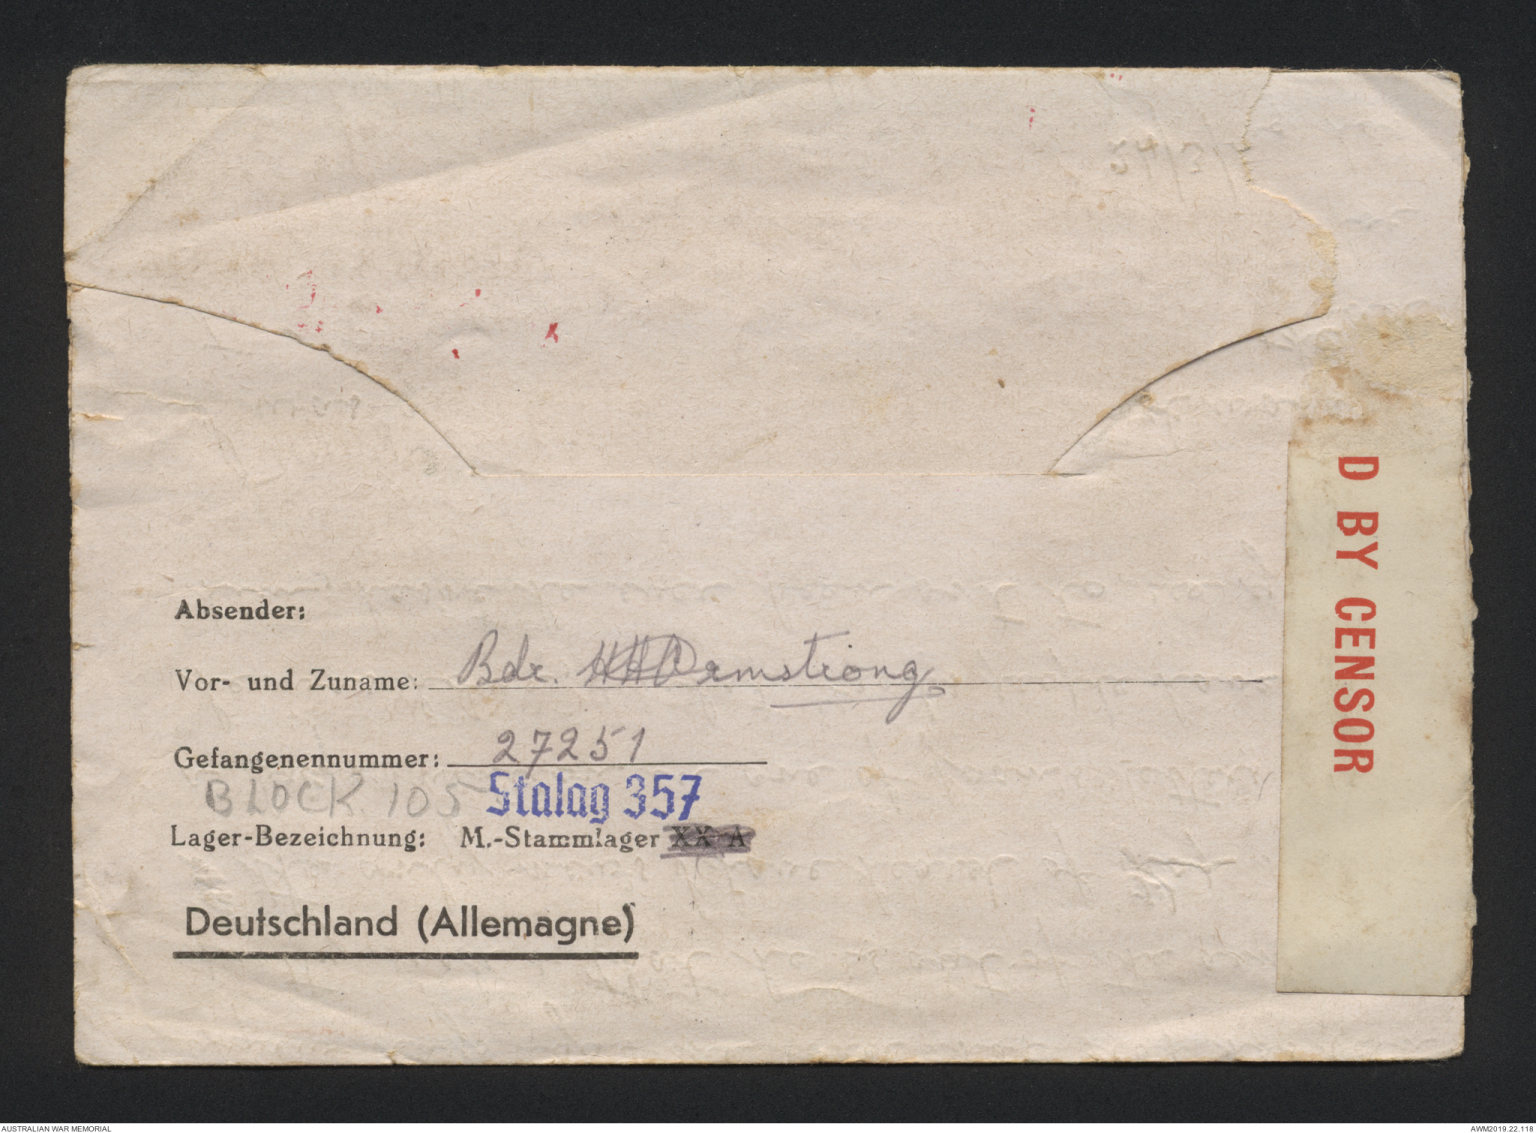 Absender:
Vor- und Zuname: Bdr. HH Armstrong
Gefangenennummer: 27251
BLOCK 105 Stalag 357
Lager-Bezeichnung: M.-Stammlager XX A
Deutschland (Allemagne)
D BY CENSOR
AUSTRALIAN WAR MEMORIAL
AWM2019.22.118